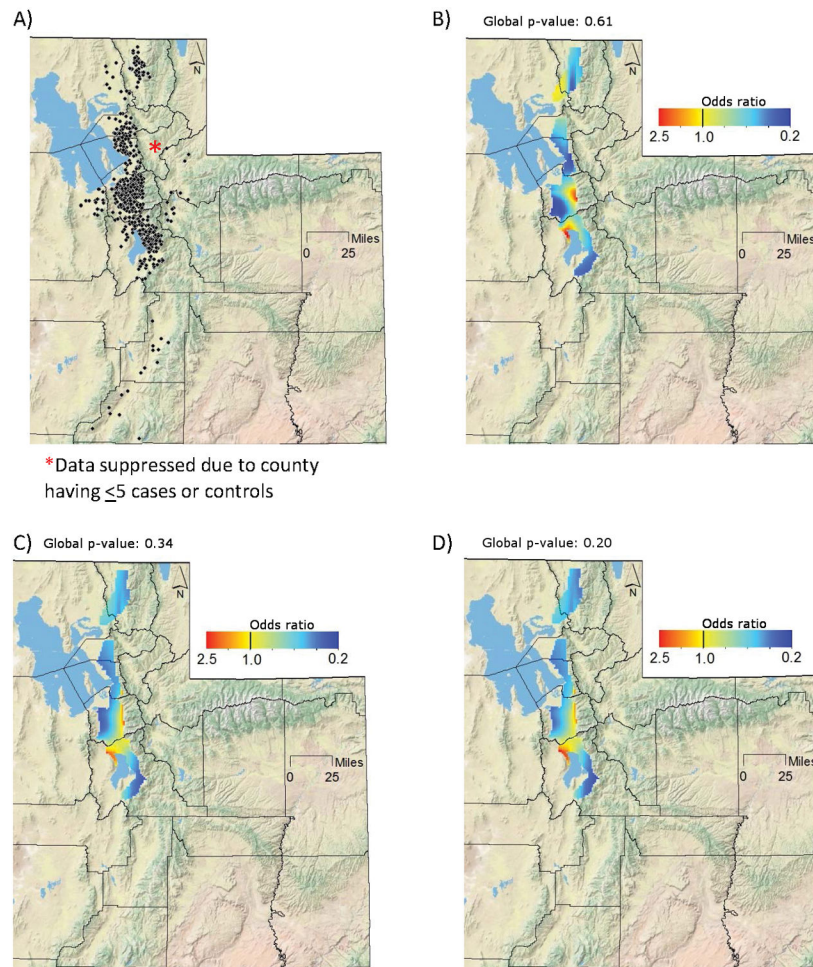 A)
N
*
Miles
0 25
*Data suppressed due to county
having ≤5 cases or controls
B) Global p-value: 0.61
N
Odds ratio
2.5 1.0 0.2
Miles
0 25
C) Global p-value: 0.34
N
Odds ratio
2.5 1.0 0.2
Miles
0 25
D) Global p-value: 0.20
N
Odds ratio
2.5 1.0 0.2
Miles
0 25